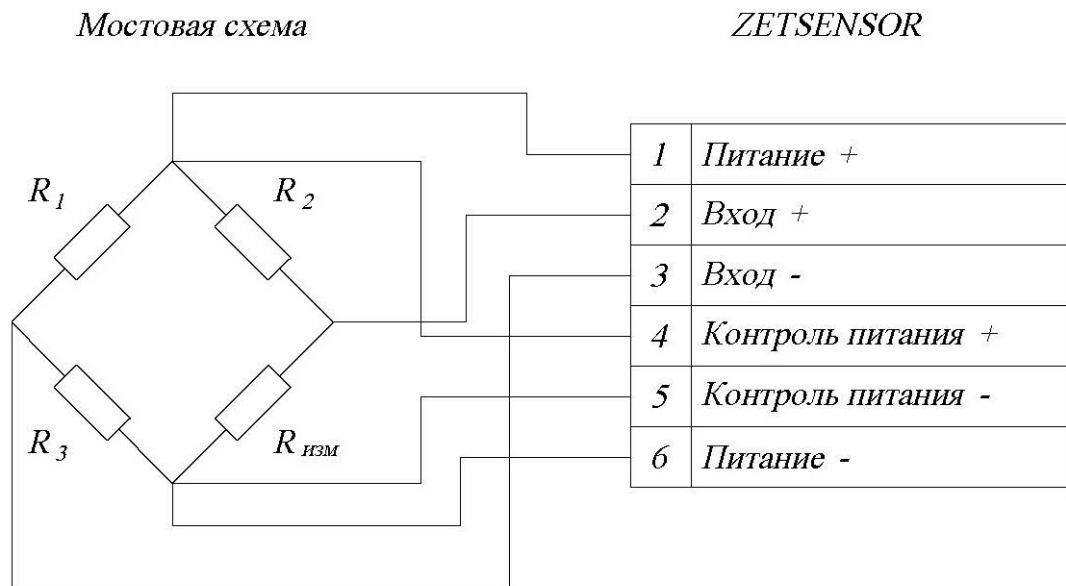 Мостовая схема
ZETSENSOR
R1
R2
R3
Rизм
1 Питание +
2 Вход +
3 Вход -
4 Контроль питания +
5 Контроль питания -
6 Питание -